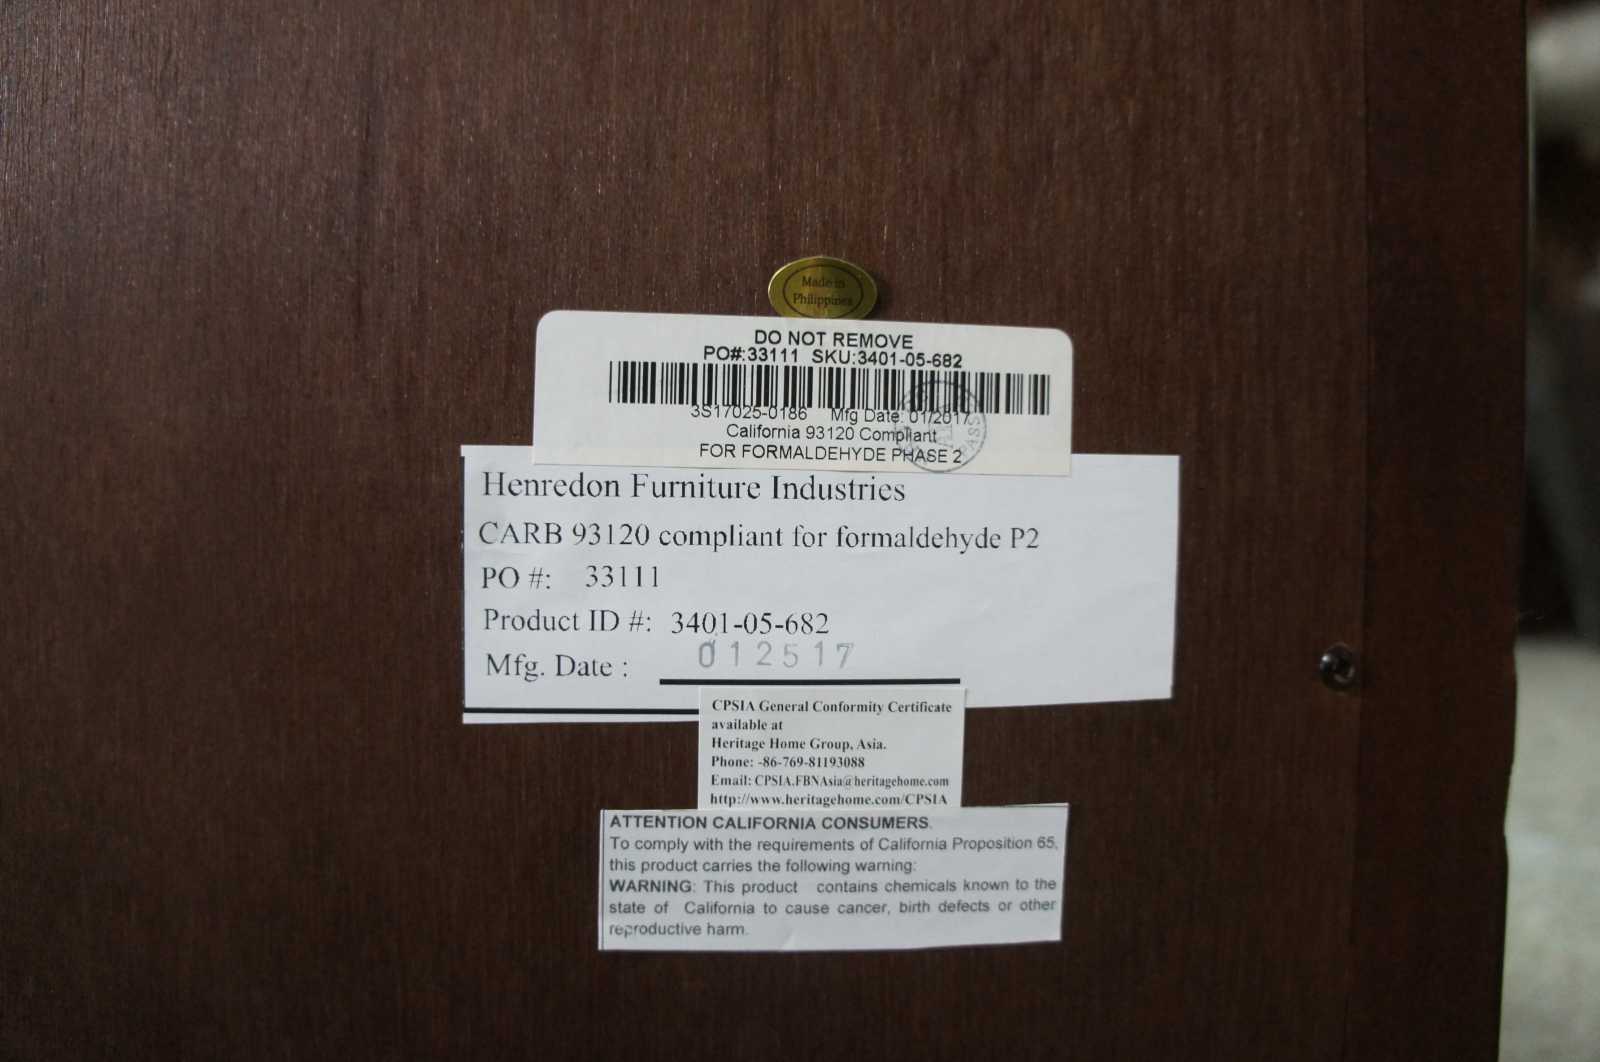 Made in
Philippines
DO NOT REMOVE
PO#:33111 SKU:3401-05-682
3S17025-0186 Mfg Date: 01/2017
California 93120 Compliant
FOR FORMALDEHYDE PHASE 2
PASS
Henredon Furniture Industries
CARB 93120 compliant for formaldehyde P2
PO #: 33111
Product ID #: 3401-05-682
Mfg. Date : 012517
CPSIA General Conformity Certificate
available at
Heritage Home Group, Asia.
Phone: -86-769-81193088
Email: CPSIA.FBNAsia@heritagehome.com
http://www.heritagehome.com/CPSIA
ATTENTION CALIFORNIA CONSUMERS.
To comply with the requirements of California Proposition 65,
this product carries the following warning:
WARNING: This product contains chemicals known to the
state of California to cause cancer, birth defects or other
reproductive harm.